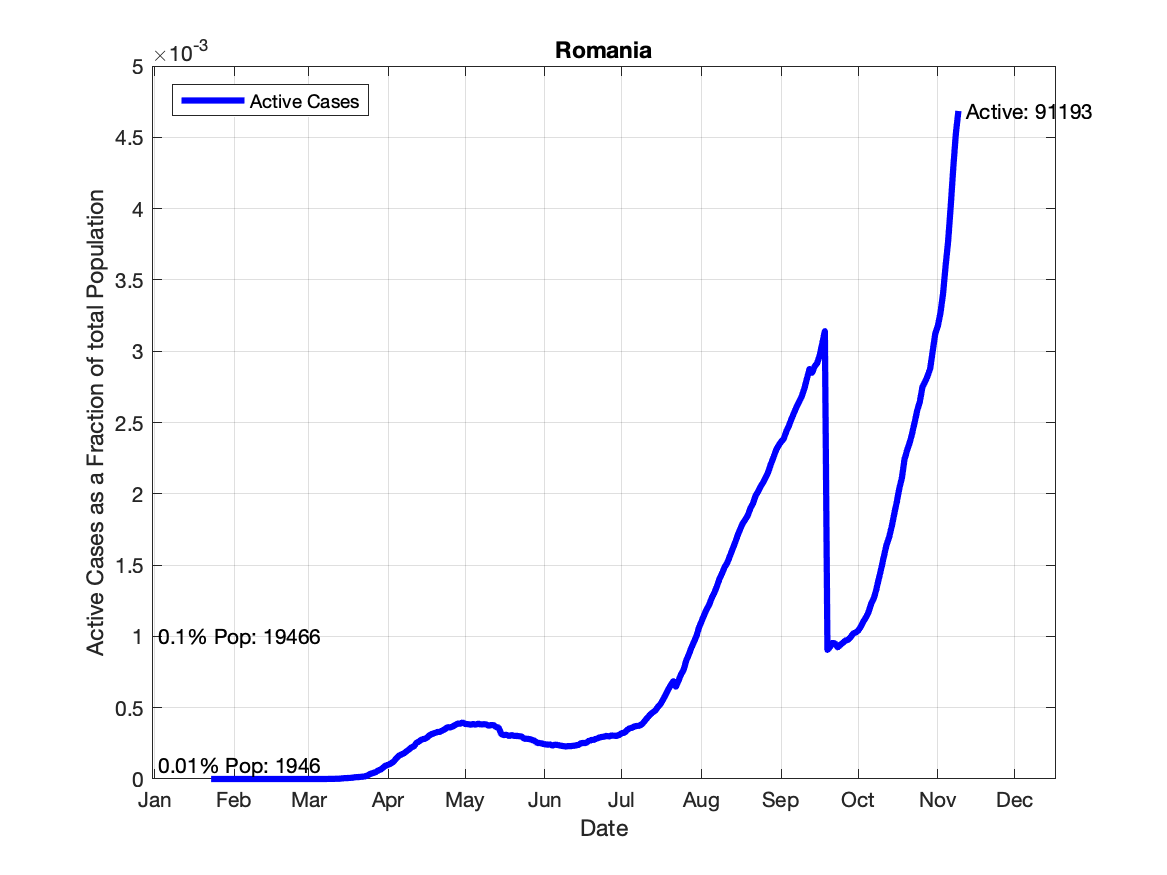 Romania
×10-3
5
4.5
4
3.5
3
2.5
2
1.5
1
0.5
0
Active Cases as a Fraction of total Population
Active Cases
Active: 91193
0.1% Pop: 19466
0.01% Pop: 1946
Jan Feb Mar Apr May Jun Jul Aug Sep Oct Nov Dec
Date